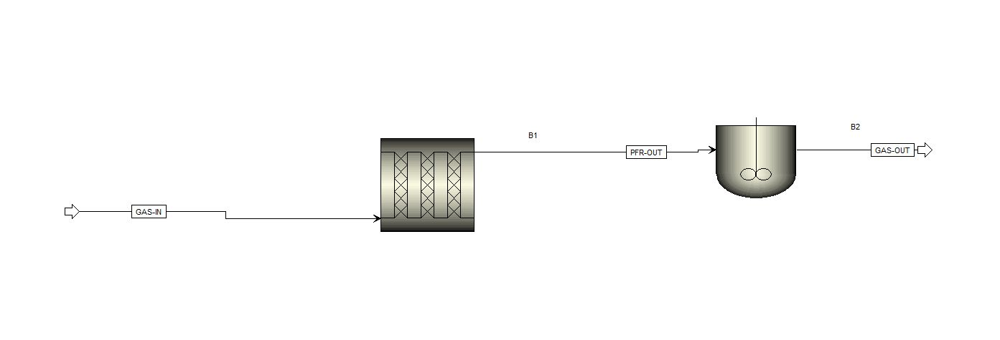 B1
B2
PFR-OUT
GAS-OUT
GAS-IN